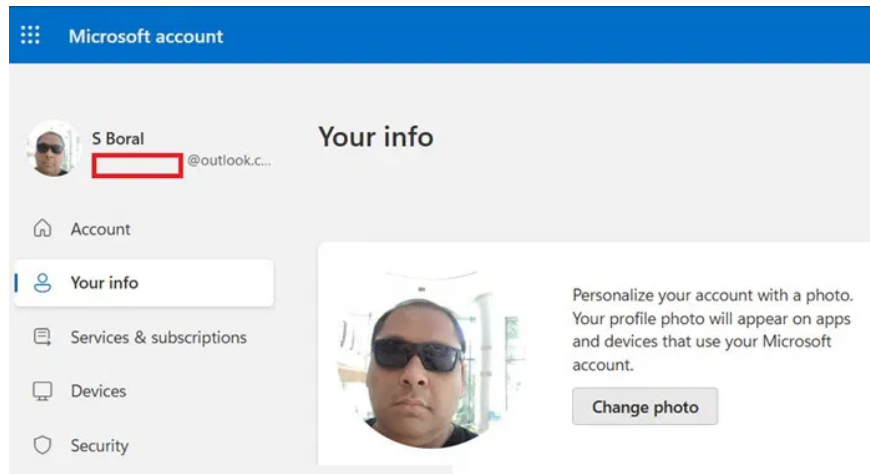 Microsoft account
S Boral
@outlook.c...
Account
Your info
Services & subscriptions
Devices
Security
Your info
Personalize your account with a photo.
Your profile photo will appear on apps
and devices that use your Microsoft
account.
Change photo